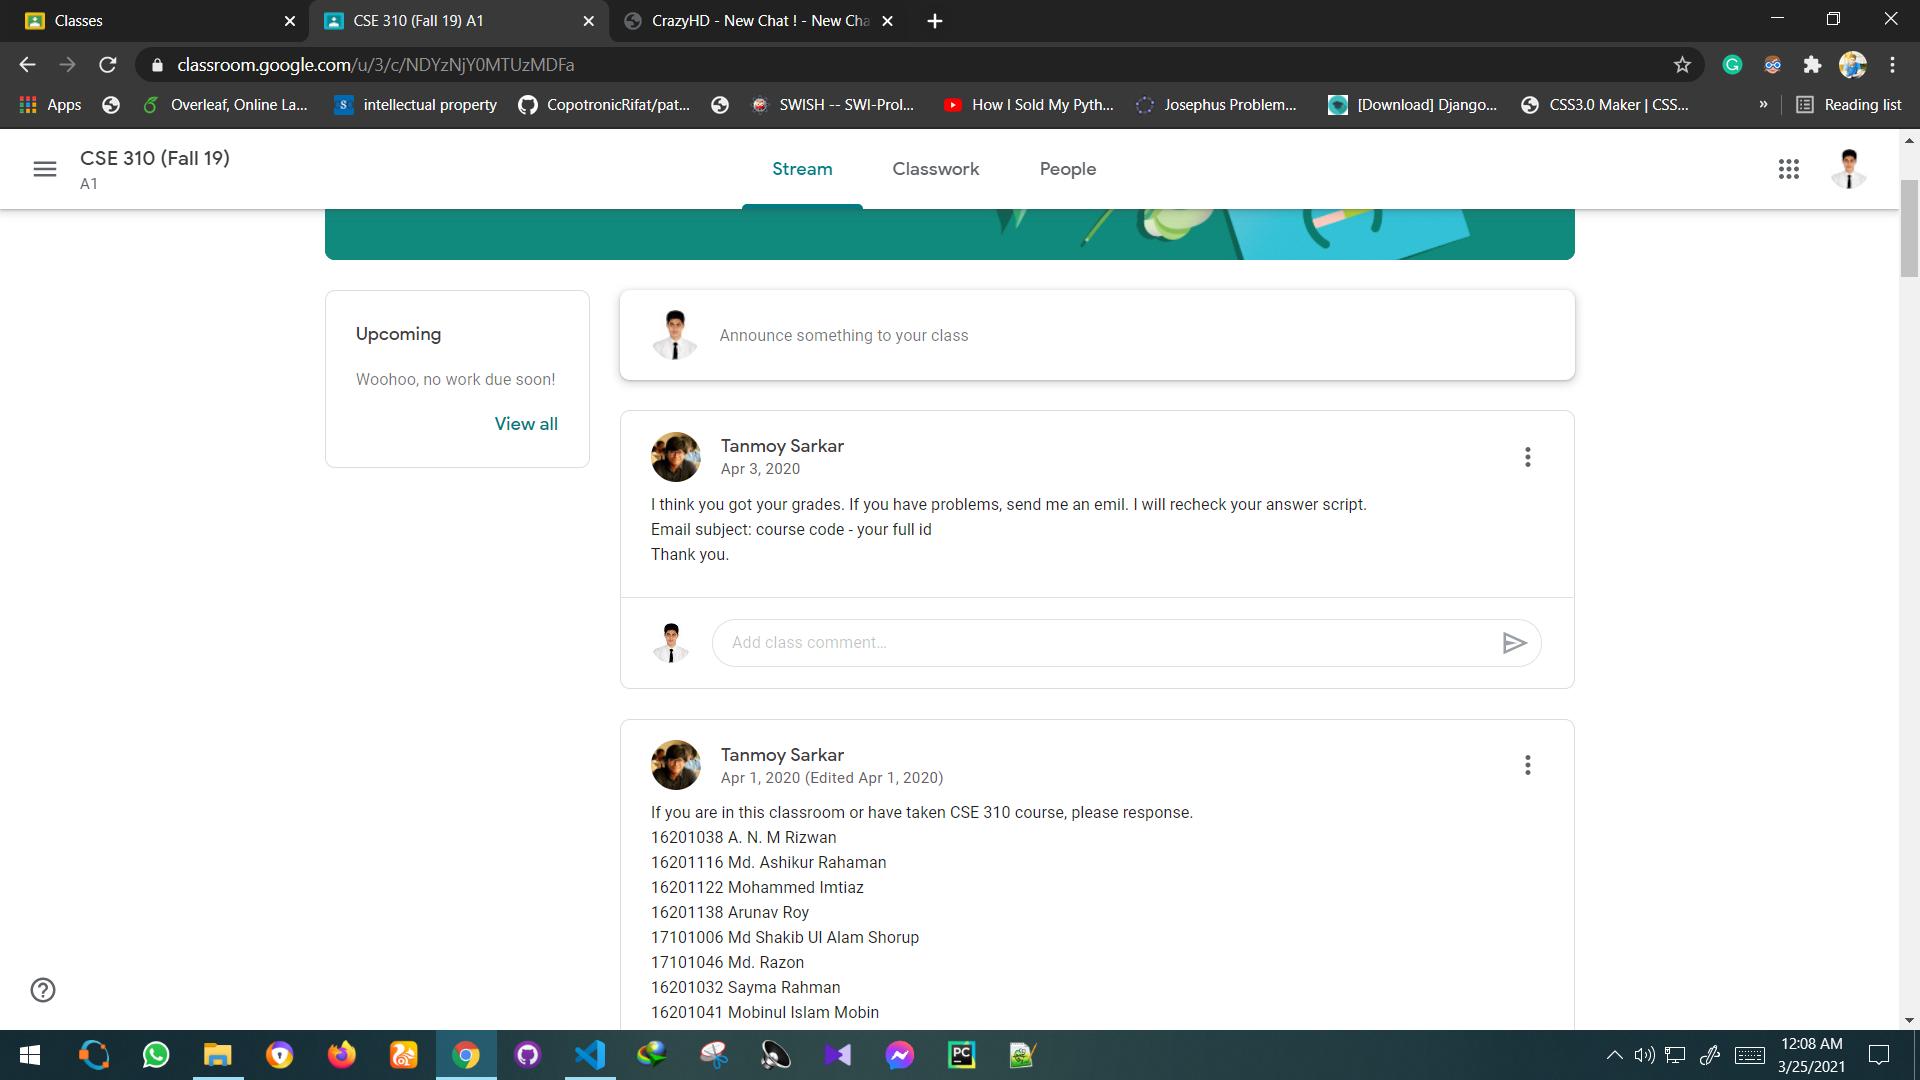 Classes
CSE 310 (Fall 19) A1
CrazyHD - New Chat ! - New Cha
classroom.google.com/u/3/c/NDYzNjY0MTUzMDFa
Apps
Overleaf, Online La...
intellectual property
CopotronicRifat/pat...
SWISH -- SWI-Prol...
How I Sold My Pyth...
Josephus Problem...
[Download] Django...
CSS3.0 Maker | CSS...
»
Reading list
CSE 310 (Fall 19)
A1
Stream
Classwork
People
Upcoming
Woohoo, no work due soon!
View all
Announce something to your class
Tanmoy Sarkar
Apr 3, 2020
I think you got your grades. If you have problems, send me an emil. I will recheck your answer script.
Email subject: course code - your full id
Thank you.
Add class comment...
Tanmoy Sarkar
Apr 1, 2020 (Edited Apr 1, 2020)
If you are in this classroom or have taken CSE 310 course, please response.
16201038 A. N. M Rizwan
16201116 Md. Ashikur Rahaman
16201122 Mohammed Imtiaz
16201138 Arunav Roy
17101006 Md Shakib Ul Alam Shorup
17101046 Md. Razon
16201032 Sayma Rahman
16201041 Mobinul Islam Mobin
PC
12:08 AM
3/25/2021